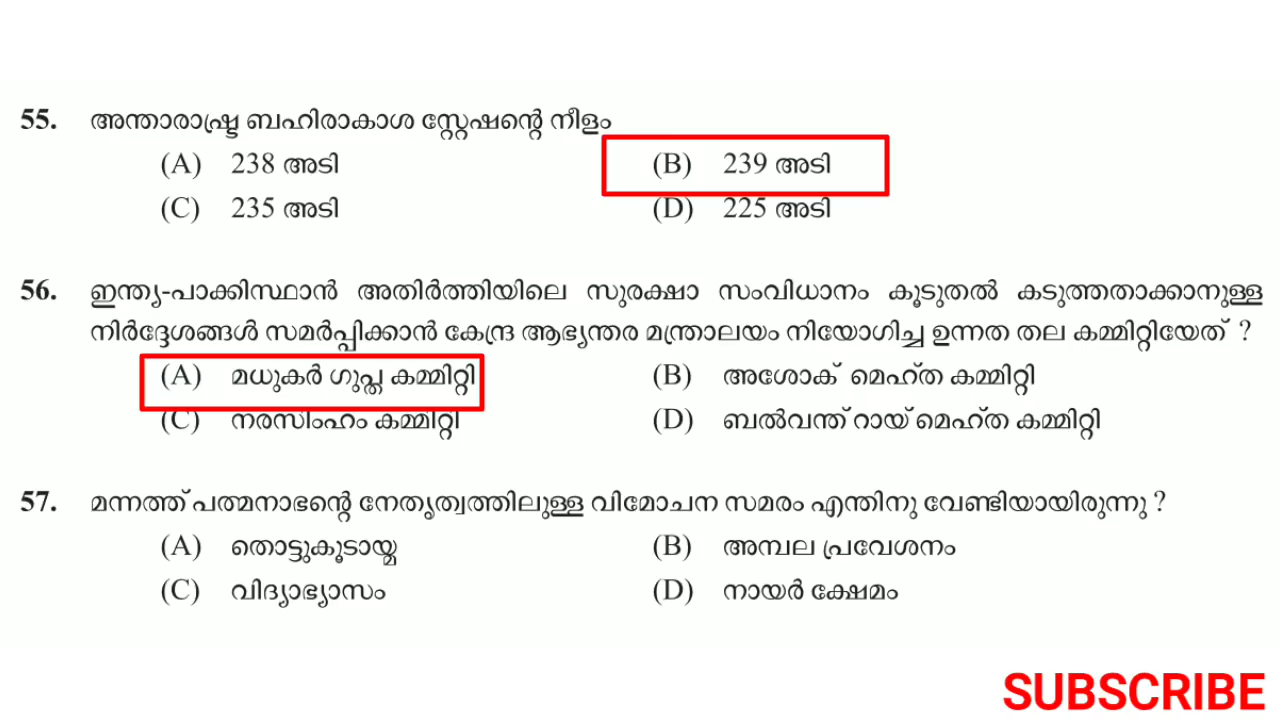 55. അന്താരാഷ്ട്ര ബഹിരാകാശ സ്റ്റേഷന്റെ നീളം
(A) 238 അടി (B) 239 അടി
(C) 235 അടി (D) 225 അടി
56. ഇന്ത്യ-പാക്കിസ്ഥാൻ അതിർത്തിയിലെ സുരക്ഷാ സംവിധാനം കൂടുതൽ കടുത്തതാക്കാനുള്ള
നിർദ്ദേശങ്ങൾ സമർപ്പിക്കാൻ കേന്ദ്ര ആഭ്യന്തര മന്ത്രാലയം നിയോഗിച്ച ഉന്നത തല കമ്മിറ്റിയേത് ?
(A) മധുകർ ഗുപ്ത കമ്മിറ്റി (B) അശോക് മെഹ്ത കമ്മിറ്റി
(C) നരസിംഹം കമ്മിറ്റി (D) ബൽവന്ത് റായ് മെഹ്ത കമ്മിറ്റി
57. മന്നത്ത് പത്മനാഭന്റെ നേതൃത്വത്തിലുള്ള വിമോചന സമരം എന്തിനു വേണ്ടിയായിരുന്നു ?
(A) തൊട്ടുകൂടായ്മ (B) അമ്പല പ്രവേശനം
(C) വിദ്യാഭ്യാസം (D) നായർ ക്ഷേമം
SUBSCRIBE